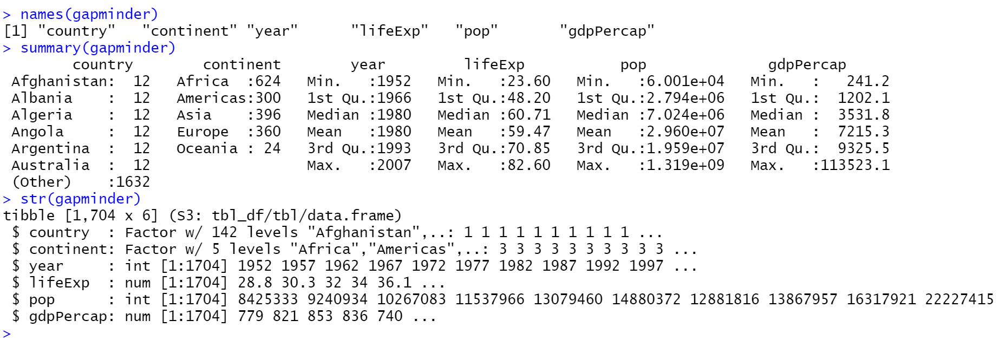 > names(gapminder)
[1] "country"   "continent" "year"      "lifeExp"   "pop"       "gdpPercap"
> summary(gapminder)
        country        continent        year         lifeExp           pop              gdpPercap
 Afghanistan:  12   Africa  :624   Min.   :1952   Min.   :23.60   Min.   :6.001e+04   Min.   :   241.2
 Albania    :  12   Americas:300   1st Qu.:1966   1st Qu.:48.20   1st Qu.:2.794e+06   1st Qu.:  1202.1
 Algeria    :  12   Asia    :396   Median :1980   Median :60.71   Median :7.024e+06   Median :  3531.8
 Angola     :  12   Europe  :360   Mean   :1980   Mean   :59.47   Mean   :2.960e+07   Mean   :  7215.3
 Argentina  :  12   Oceania : 24   3rd Qu.:1993   3rd Qu.:70.85   3rd Qu.:1.959e+07   3rd Qu.:  9325.5
 Australia  :  12                  Max.   :2007   Max.   :82.60   Max.   :1.319e+09   Max.   :113523.1
 (Other)    :1632
> str(gapminder)
tibble [1,704 x 6] (S3: tbl_df/tbl/data.frame)
 $ country  : Factor w/ 142 levels "Afghanistan",..: 1 1 1 1 1 1 1 1 1 1 ...
 $ continent: Factor w/ 5 levels "Africa","Americas",..: 3 3 3 3 3 3 3 3 3 3 ...
 $ year     : int [1:1704] 1952 1957 1962 1967 1972 1977 1982 1987 1992 1997 ...
 $ lifeExp  : num [1:1704] 28.8 30.3 32 34 36.1 ...
 $ pop      : int [1:1704] 8425333 9240934 10267083 11537966 13079460 14880372 12881816 13867957 16317921 22227415
 $ gdpPercap: num [1:1704] 779 821 853 836 740 ...
>